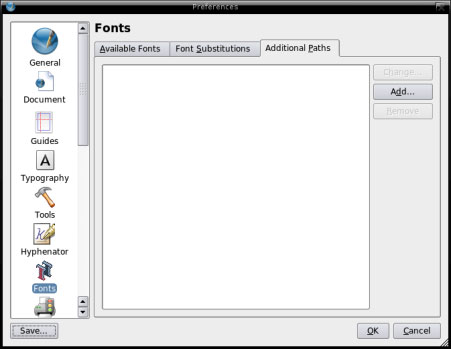 Preferences
Fonts
Available Fonts
Font Substitutions
Additional Paths
General
Document
Guides
Typography
Tools
Hyphenator
Fonts
Change...
Add...
Remove
Save...
OK
Cancel